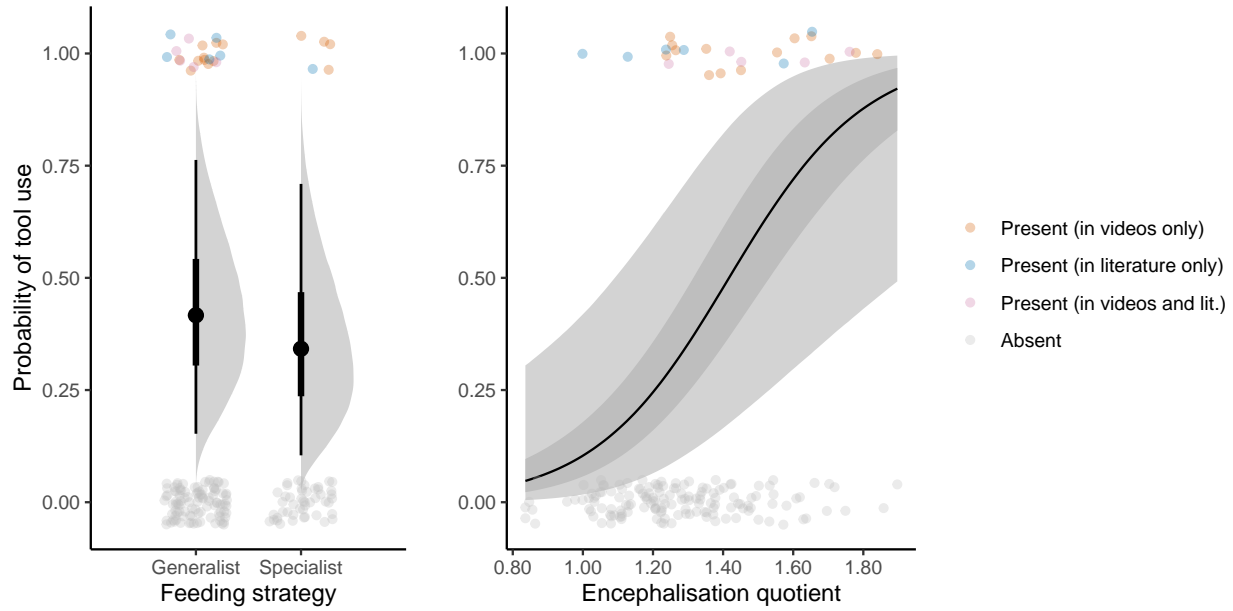 Probability of tool use
1.00
0.75
0.50
0.25
0.00
Generalist Specialist
Feeding strategy
1.00
0.75
0.50
0.25
0.00
0.80 1.00 1.20 1.40 1.60 1.80
Encephalisation quotient
Present (in videos only)
Present (in literature only)
Present (in videos and lit.)
Absent